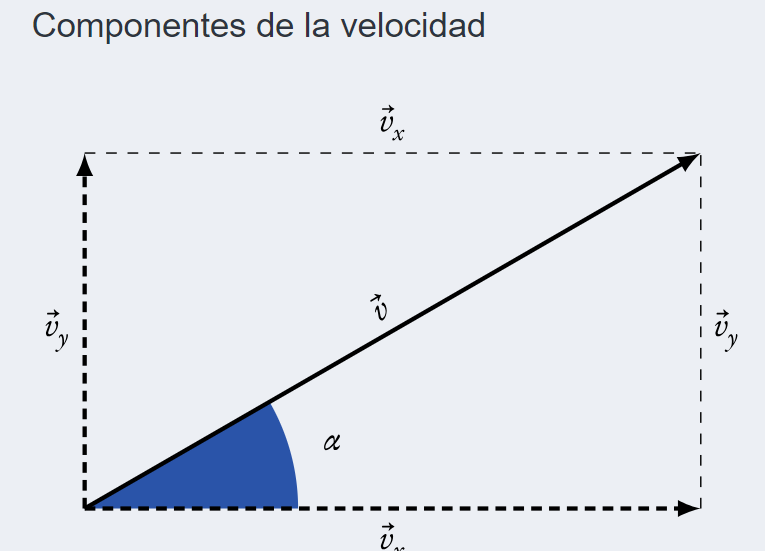 Componentes de la velocidad
v⃗x
v⃗
v⃗y
v⃗y
α
v⃗x